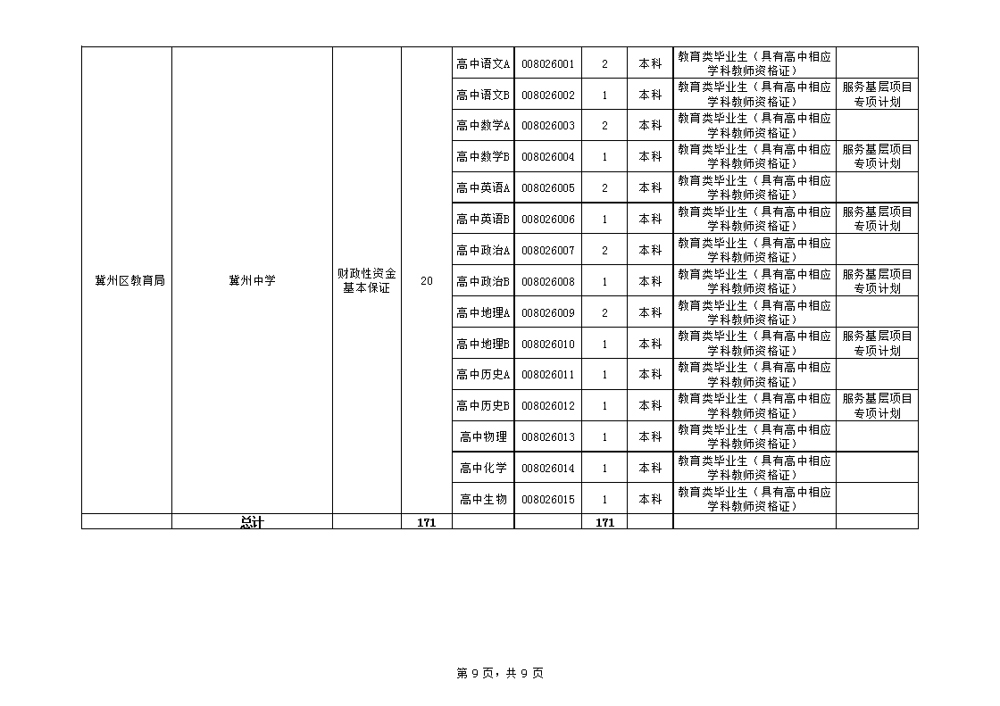 冀州区教育局
冀州中学
财政性资金
基本保证
20
高中语文A 008026001 2 本科 教育类毕业生（具有高中相应
学科教师资格证）
高中语文B 008026002 1 本科 教育类毕业生（具有高中相应
学科教师资格证）
服务基层项目
专项计划
高中数学A 008026003 2 本科 教育类毕业生（具有高中相应
学科教师资格证）
高中数学B 008026004 1 本科 教育类毕业生（具有高中相应
学科教师资格证）
服务基层项目
专项计划
高中英语A 008026005 2 本科 教育类毕业生（具有高中相应
学科教师资格证）
高中英语B 008026006 1 本科 教育类毕业生（具有高中相应
学科教师资格证）
服务基层项目
专项计划
高中政治A 008026007 2 本科 教育类毕业生（具有高中相应
学科教师资格证）
高中政治B 008026008 1 本科 教育类毕业生（具有高中相应
学科教师资格证）
服务基层项目
专项计划
高中地理A 008026009 2 本科 教育类毕业生（具有高中相应
学科教师资格证）
高中地理B 008026010 1 本科 教育类毕业生（具有高中相应
学科教师资格证）
服务基层项目
专项计划
高中历史A 008026011 1 本科 教育类毕业生（具有高中相应
学科教师资格证）
高中历史B 008026012 1 本科 教育类毕业生（具有高中相应
学科教师资格证）
服务基层项目
专项计划
高中物理 008026013 1 本科 教育类毕业生（具有高中相应
学科教师资格证）
高中化学 008026014 1 本科 教育类毕业生（具有高中相应
学科教师资格证）
高中生物 008026015 1 本科 教育类毕业生（具有高中相应
学科教师资格证）
总计 171 171
第 9 页，共 9 页